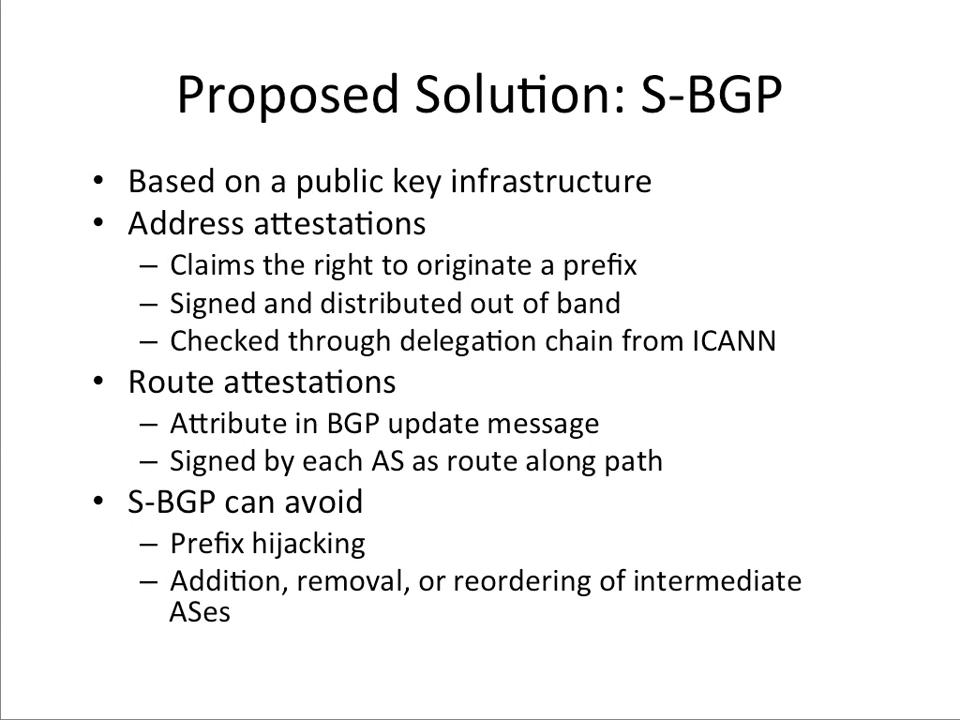 Proposed Solution: S-BGP
• Based on a public key infrastructure
• Address attestations
– Claims the right to originate a prefix
– Signed and distributed out of band
– Checked through delegation chain from ICANN
• Route attestations
– Attribute in BGP update message
– Signed by each AS as route along path
• S-BGP can avoid
– Prefix hijacking
– Addition, removal, or reordering of intermediate
ASes